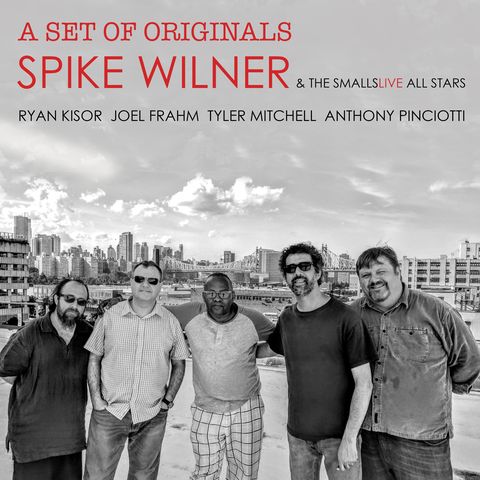 A SET OF ORIGINALS
SPIKE WILNER & THE SMALLSLIVE ALL STARS
RYAN KISOR JOEL FRAHM TYLER MITCHELL ANTHONY PINCIOTTI